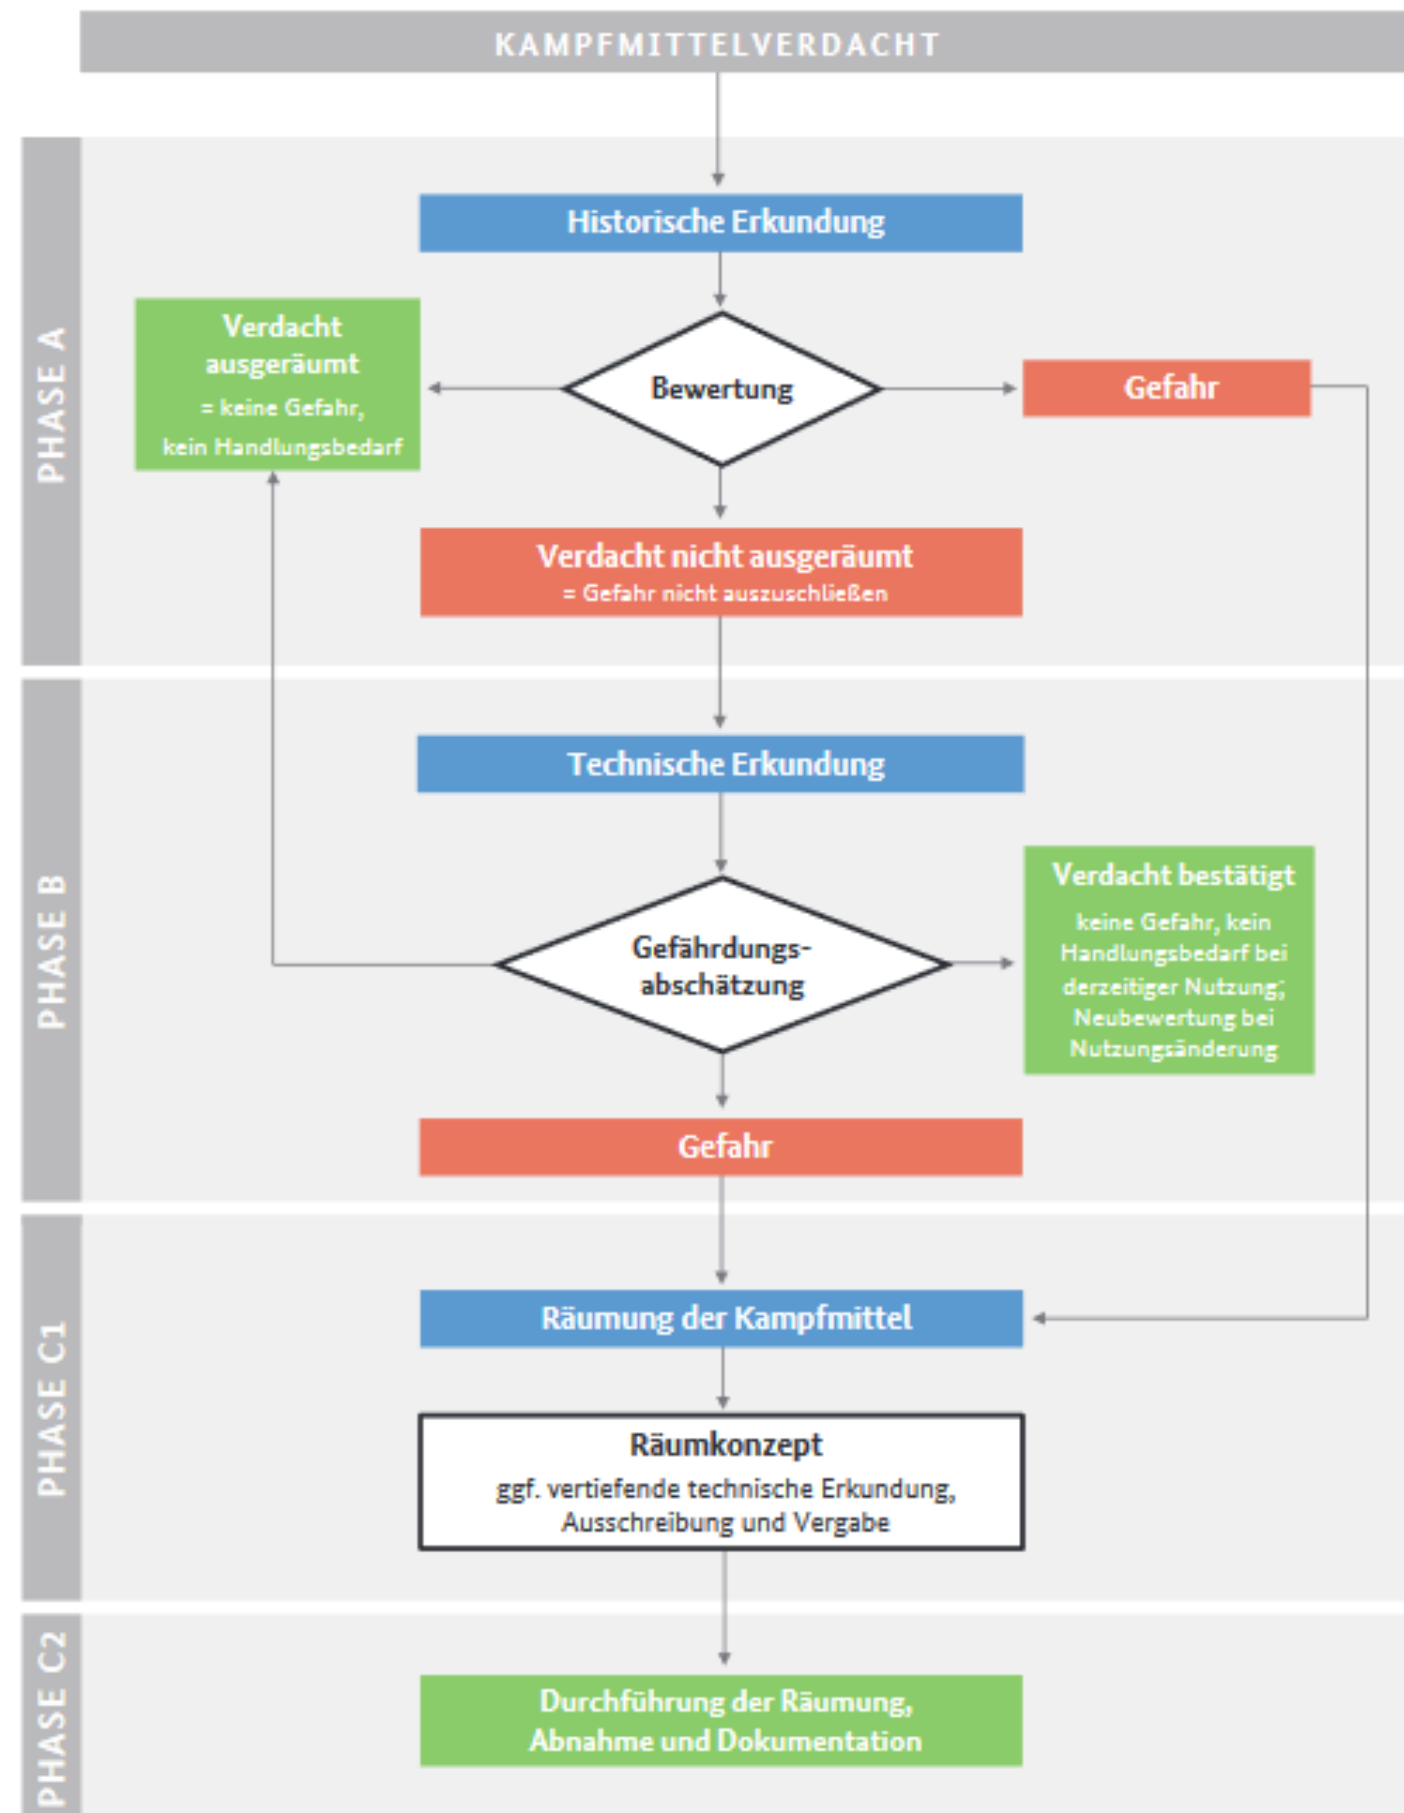 KAMPFMITTELVERDACHT
PHASE A
Historische Erkundung
Verdacht
ausgeräumt
= keine Gefahr,
kein Handlungsbedarf
Bewertung
Gefahr
Verdacht nicht ausgeräumt
= Gefahr nicht auszuschließen
PHASE B
Technische Erkundung
Gefährdungs-
abschätzung
Verdacht bestätigt
keine Gefahr, kein
Handlungsbedarf bei
derzeitiger Nutzung;
Neubewertung bei
Nutzungsänderung
Gefahr
PHASE C1
Räumung der Kampfmittel
Räumkonzept
ggf. vertiefende technische Erkundung,
Ausschreibung und Vergabe
PHASE C2
Durchführung der Räumung,
Abnahme und Dokumentation